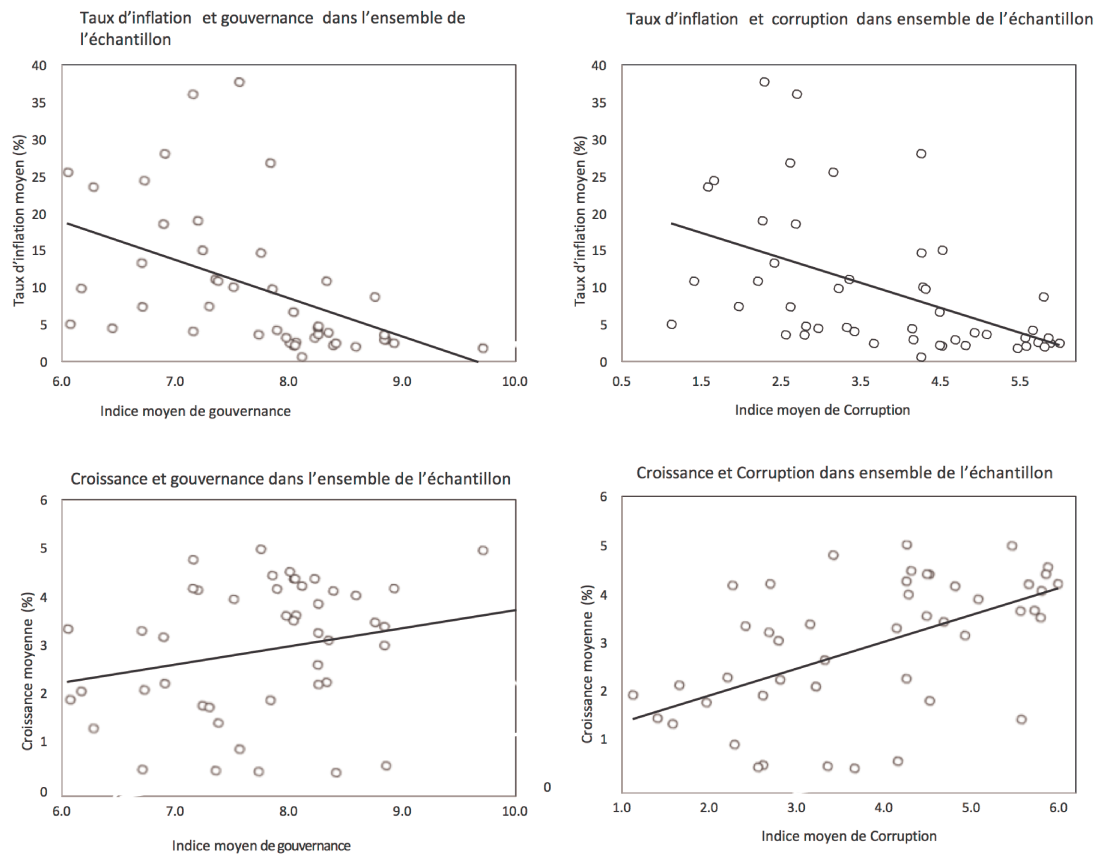 Taux d’inflation et gouvernance dans l’ensemble de
l’échantillon
40
35
30
25
20
15
10
5
0
Taux d’inflation moyen (%)
6.0 7.0 8.0 9.0 10.0
Indice moyen de gouvernance
Taux d’inflation et corruption dans ensemble de l’échantillon
40
35
30
25
20
15
10
5
0
Taux d’inflation moyen (%)
0.5 1.5 2.5 3.5 4.5 5.5
Indice moyen de Corruption
Croissance et gouvernance dans l’ensemble de l’échantillon
6
5
4
3
2
1
0
Croissance moyenne (%)
6.0 7.0 8.0 9.0 10.0
Indice moyen de gouvernance
Croissance et Corruption dans ensemble de l’échantillon
6
5
4
3
2
1
0
Croissance moyenne (%)
1.0 2.0 3.0 4.0 5.0 6.0
Indice moyen de Corruption